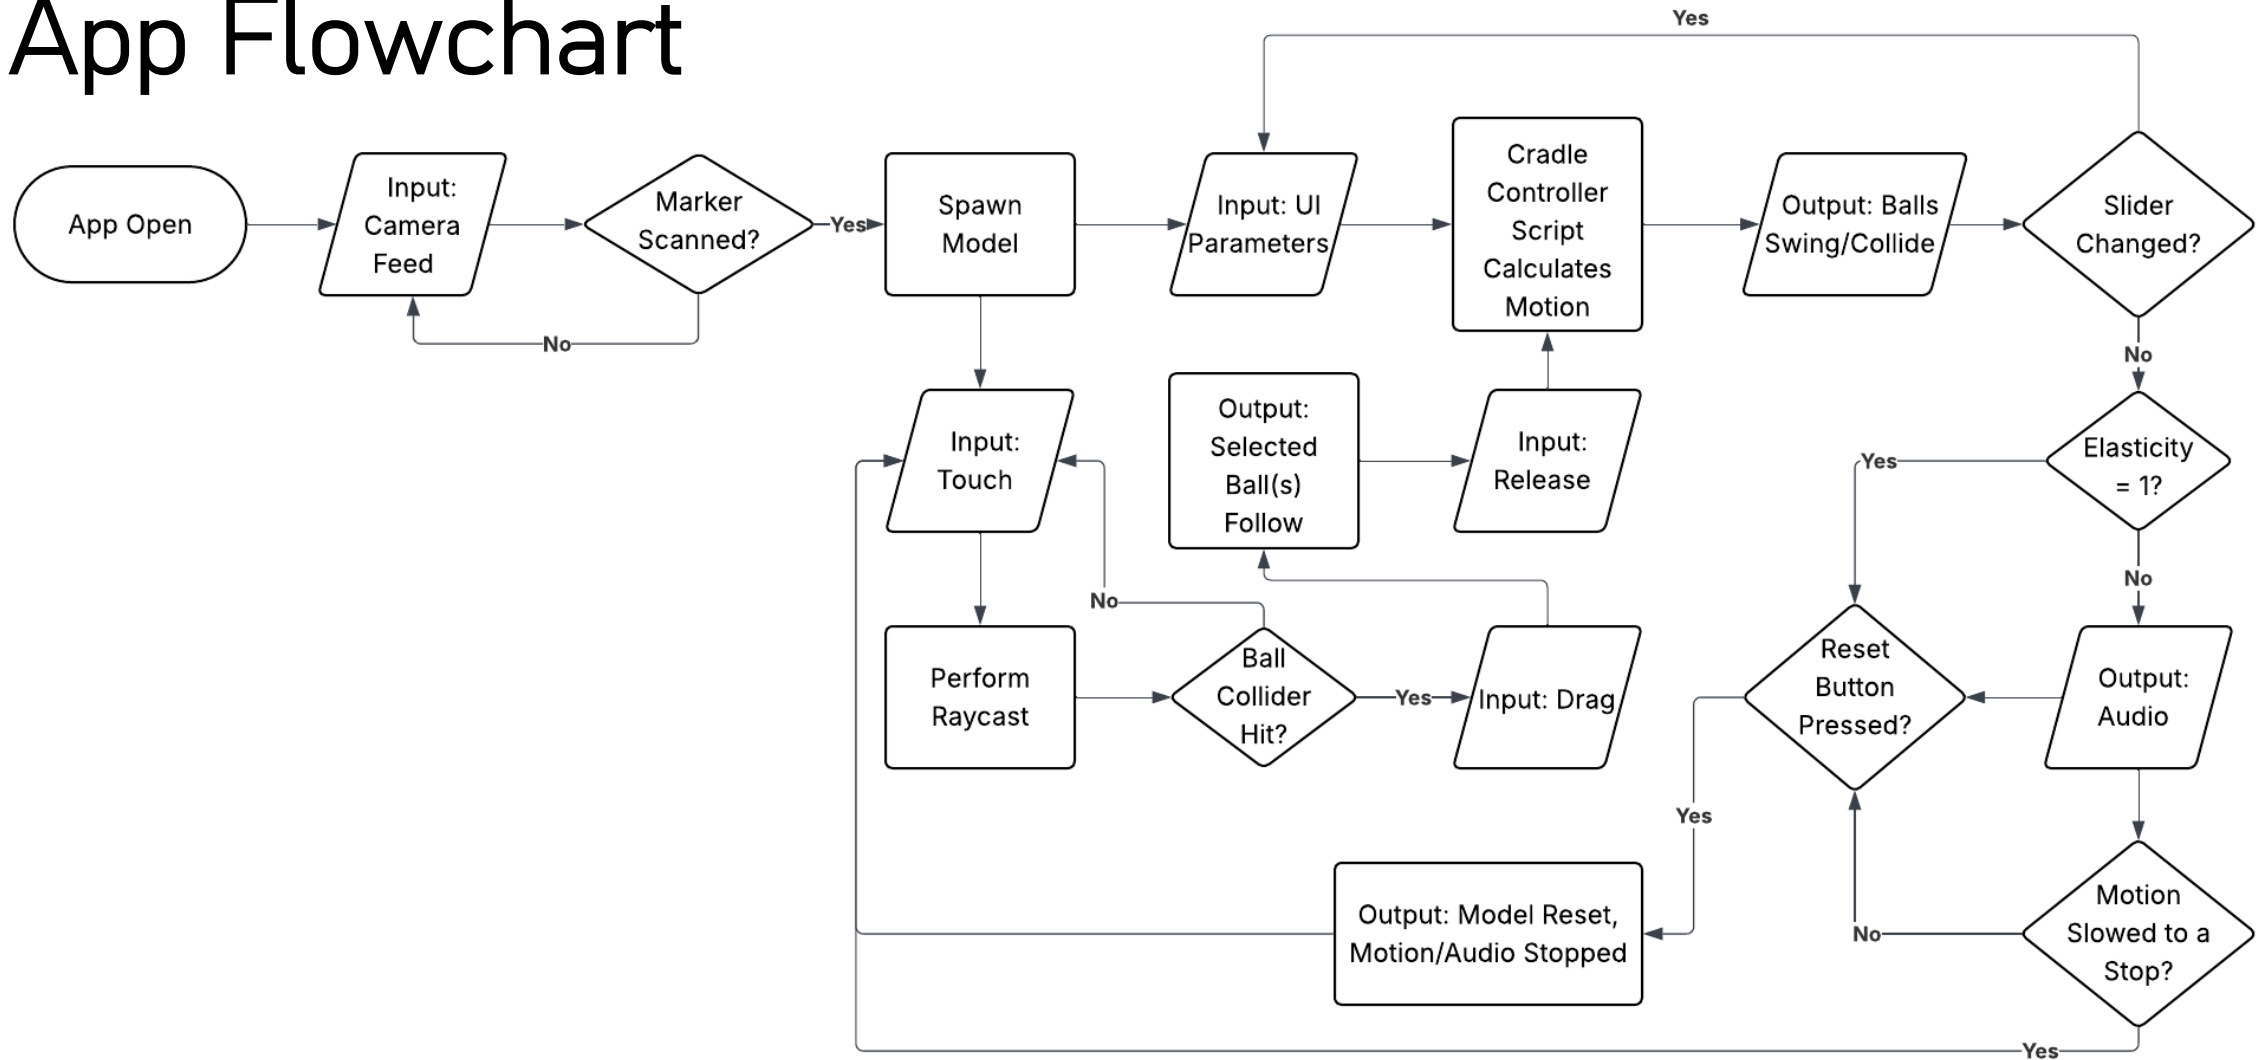 App Flowchart
Yes
App Open
Input:
Camera
Feed
Marker
Scanned?
Yes
No
Spawn
Model
Input: UI
Parameters
Cradle
Controller
Script
Calculates
Motion
Output: Balls
Swing/Collide
Slider
Changed?
No
Input:
Touch
Output:
Selected
Ball(s)
Follow
Input:
Release
Yes
Elasticity
= 1?
No
No
Perform
Raycast
Ball
Collider
Hit?
Yes
Input: Drag
Reset
Button
Pressed?
Output:
Audio
Yes
Output: Model Reset,
Motion/Audio Stopped
No
Motion
Slowed to a
Stop?
Yes